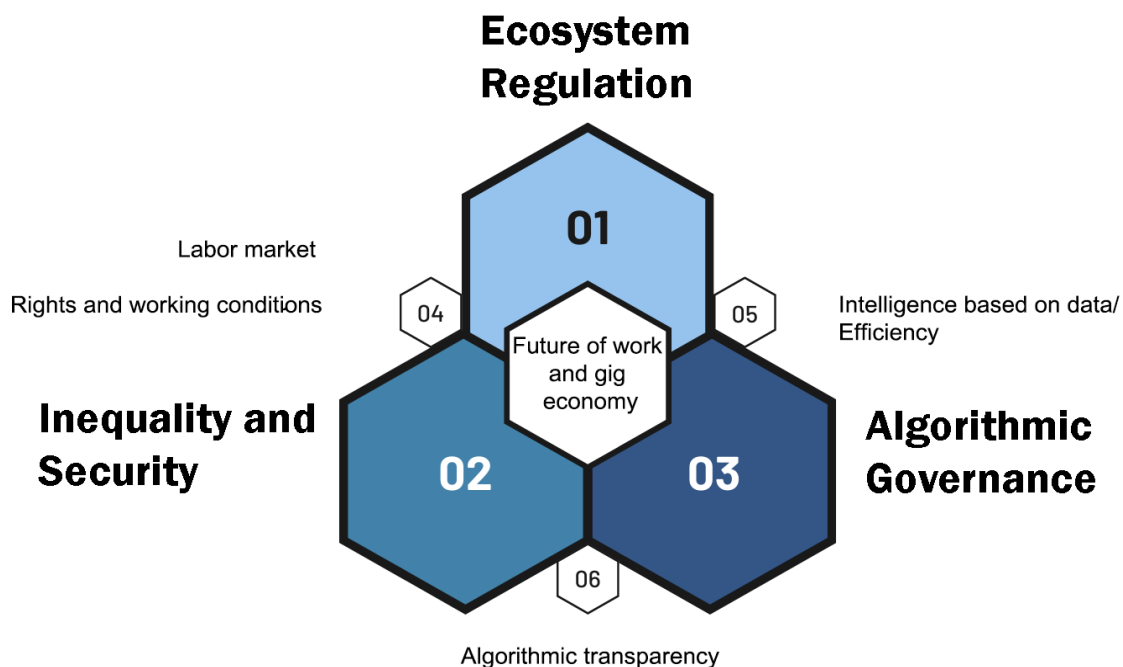 Ecosystem
Regulation
01
Labor market
Rights and working conditions
04
05
Intelligence based on data/
Efficiency
Future of work
and gig
economy
Inequality and
Security
02
03
Algorithmic
Governance
06
Algorithmic transparency